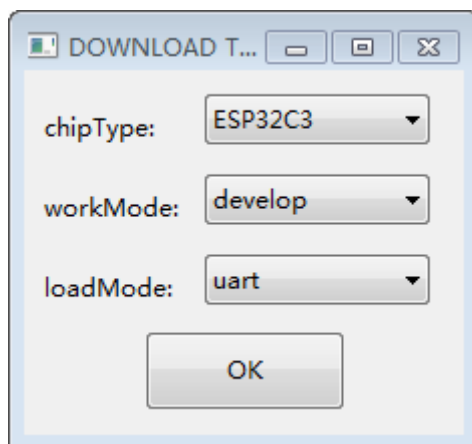 DOWNLOAD T...
chipType: ESP32C3
workMode: develop
loadMode: uart
OK